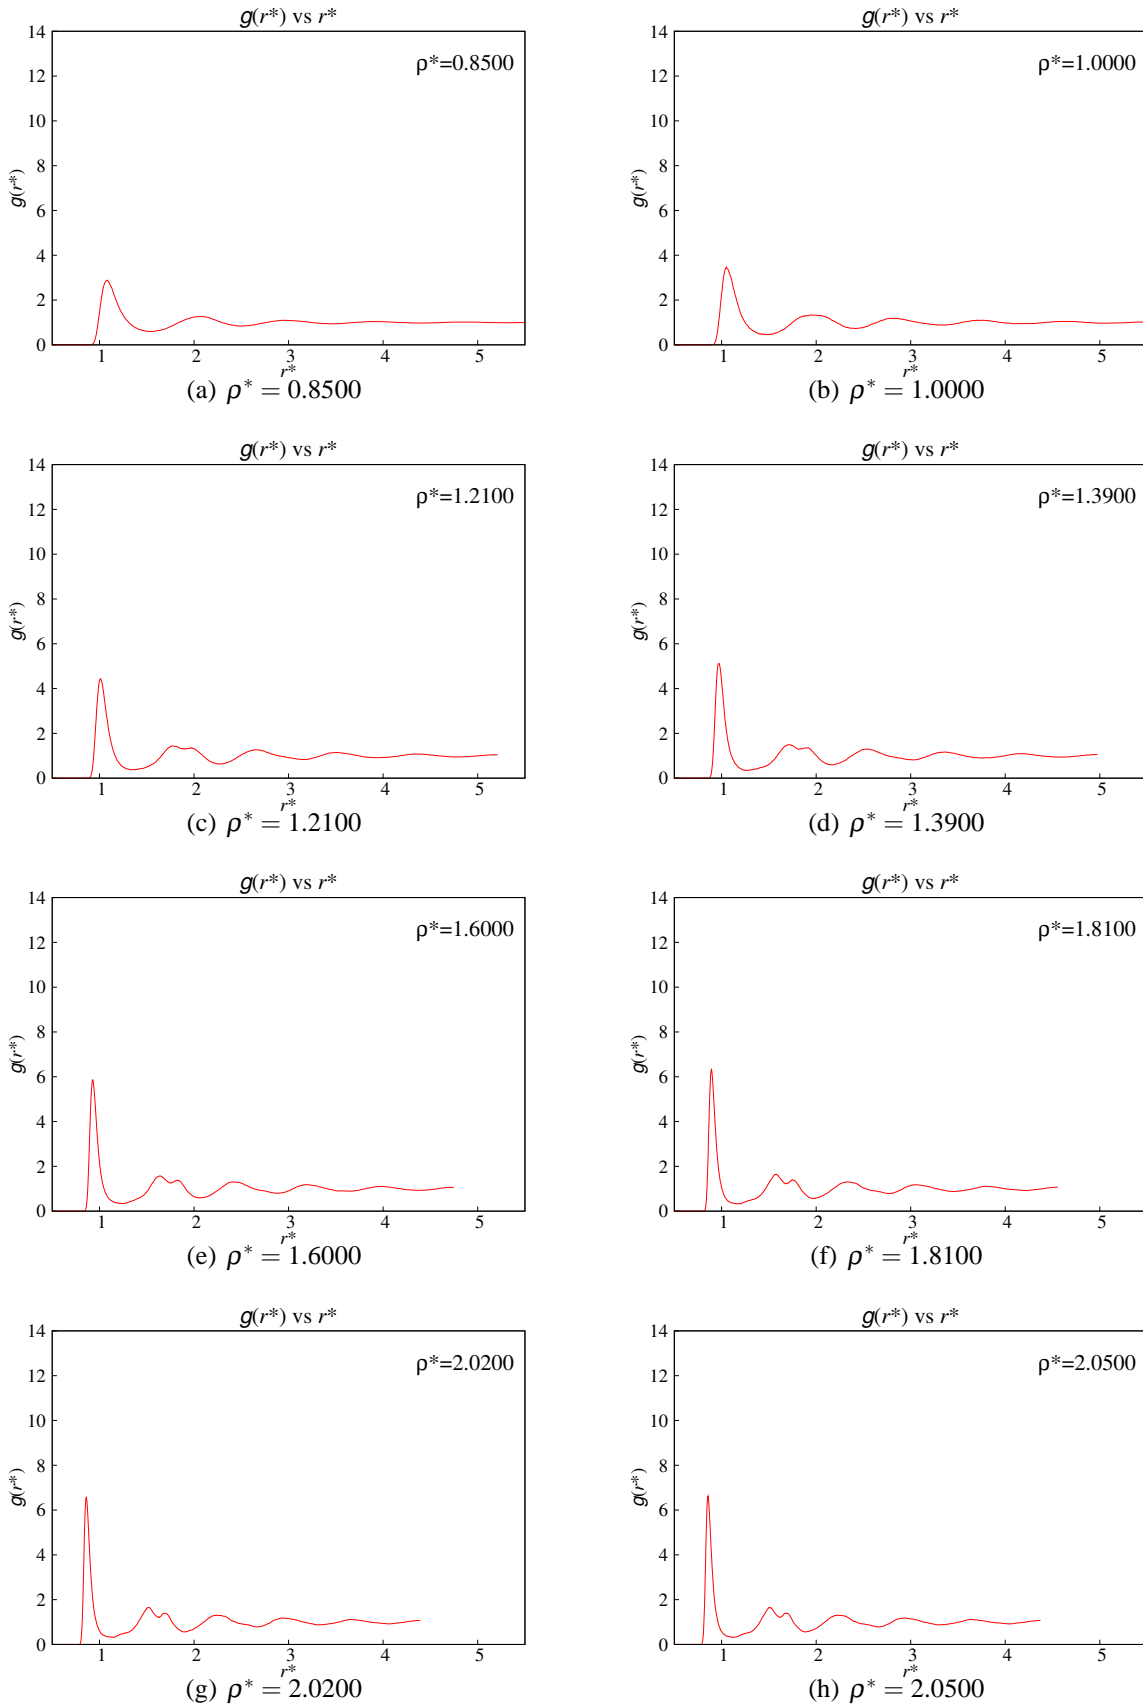 g(r*) vs r*
14
12
10
8
6
4
2
0
g(r*)
ρ*=0.8500
1 2 3 4 5
r*
(a) ρ* = 0.8500
g(r*) vs r*
14
12
10
8
6
4
2
0
g(r*)
ρ*=1.0000
1 2 3 4 5
r*
(b) ρ* = 1.0000
g(r*) vs r*
14
12
10
8
6
4
2
0
g(r*)
ρ*=1.2100
1 2 3 4 5
r*
(c) ρ* = 1.2100
g(r*) vs r*
14
12
10
8
6
4
2
0
g(r*)
ρ*=1.3900
1 2 3 4 5
r*
(d) ρ* = 1.3900
g(r*) vs r*
14
12
10
8
6
4
2
0
g(r*)
ρ*=1.6000
1 2 3 4 5
r*
(e) ρ* = 1.6000
g(r*) vs r*
14
12
10
8
6
4
2
0
g(r*)
ρ*=1.8100
1 2 3 4 5
r*
(f) ρ* = 1.8100
g(r*) vs r*
14
12
10
8
6
4
2
0
g(r*)
ρ*=2.0200
1 2 3 4 5
r*
(g) ρ* = 2.0200
g(r*) vs r*
14
12
10
8
6
4
2
0
g(r*)
ρ*=2.0500
1 2 3 4 5
r*
(h) ρ* = 2.0500